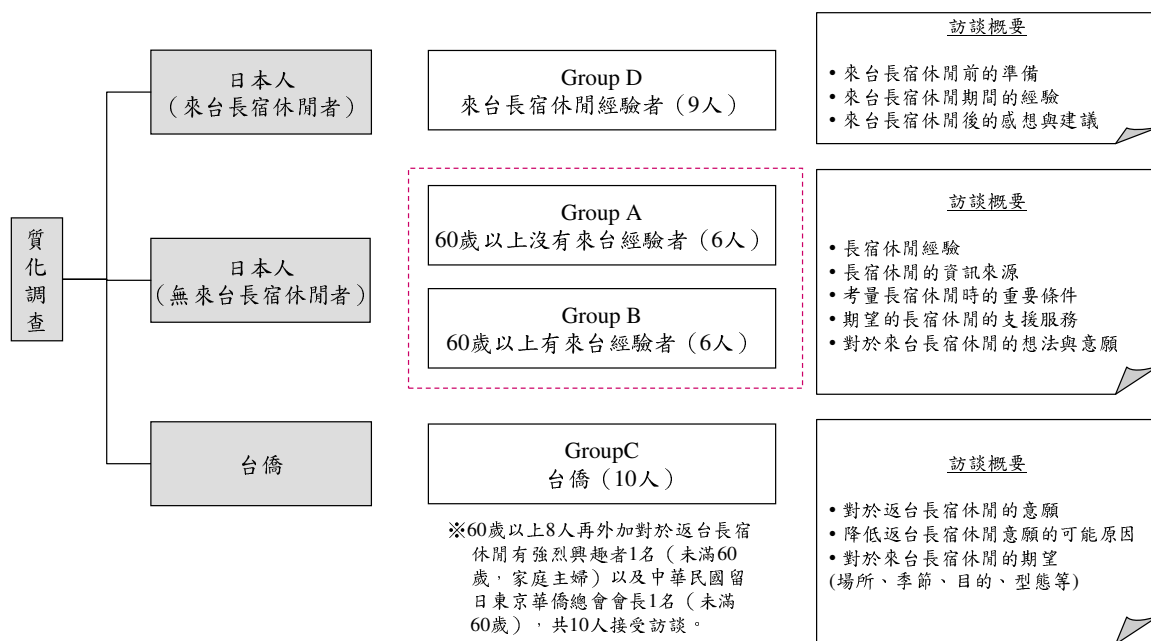 質
化
調
查
日本人
（來台長宿休閒者）
Group D
來台長宿休閒經驗者（9人）
訪談概要
• 來台長宿休閒前的準備
• 來台長宿休閒期間的經驗
• 來台長宿休閒後的感想與建議
日本人
（無來台長宿休閒者）
Group A
60歲以上沒有來台經驗者（6人）
Group B
60歲以上有來台經驗者（6人）
訪談概要
• 長宿休閒經驗
• 長宿休閒的資訊來源
• 考量長宿休閒時的重要條件
• 期望的長宿休閒的支援服務
• 對於來台長宿休閒的想法與意願
台僑
GroupC
台僑（10人）
※60歲以上8人再外加對於返台長宿
休閒有強烈興趣者1名（未滿60
歲，家庭主婦）以及中華民國留
日東京華僑總會會長1名（未滿
60歲），共10人接受訪談。
訪談概要
• 對於返台長宿休閒的意願
• 降低返台長宿休閒意願的可能原因
• 對於來台長宿休閒的期望
(場所、季節、目的、型態等)